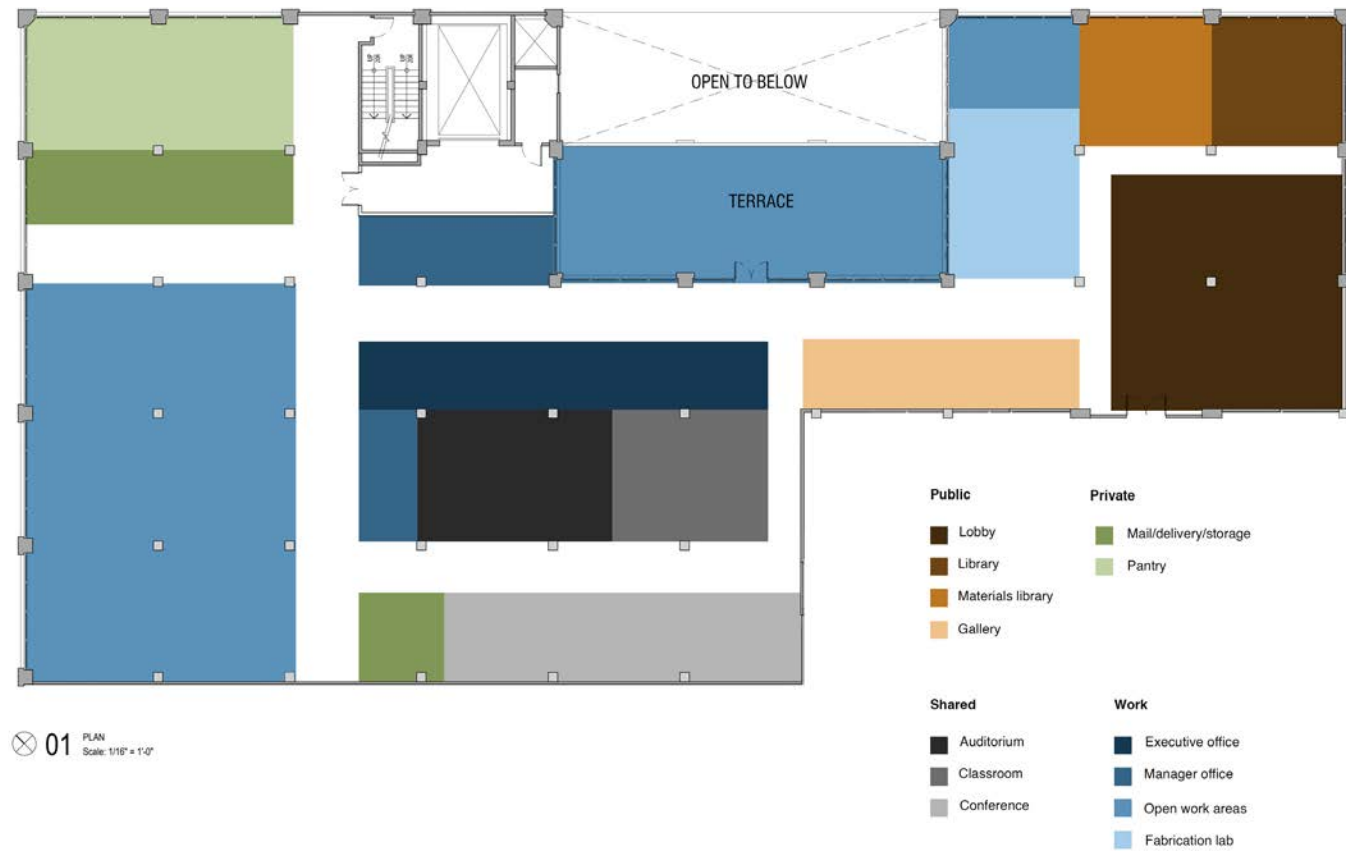 OPEN TO BELOW
TERRACE
Public
Lobby
Library
Materials library
Gallery
Private
Mail/delivery/storage
Pantry
Shared
Auditorium
Classroom
Conference
Work
Executive office
Manager office
Open work areas
Fabrication lab
01 PLAN
Scale: 1/16" = 1'-0"